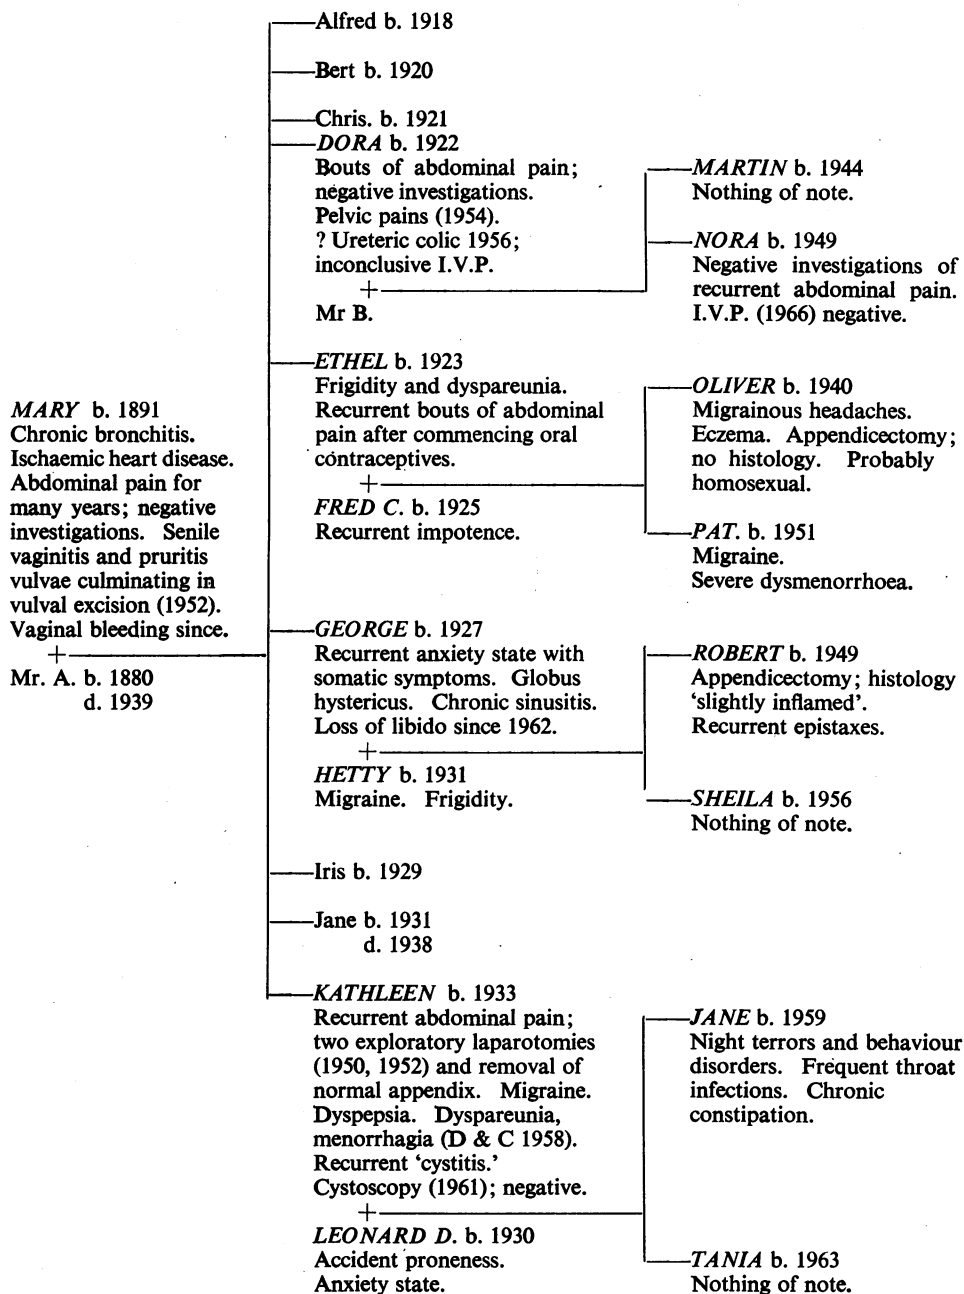 MARY b. 1891
Chronic bronchitis.
Ischaemic heart disease.
Abdominal pain for
many years; negative
investigations. Senile
vaginitis and pruritis
vulvae culminating in
vulval excision (1952).
Vaginal bleeding since.
+
Mr. A. b. 1880
d. 1939
Alfred b. 1918
Bert b. 1920
Chris. b. 1921
DORA b. 1922
Bouts of abdominal pain;
negative investigations.
Pelvic pains (1954).
? Ureteric colic 1956;
inconclusive I.V.P.
+
Mr B.
MARTIN b. 1944
Nothing of note.
NORA b. 1949
Negative investigations of
recurrent abdominal pain.
I.V.P. (1966) negative.
ETHEL b. 1923
Frigidity and dyspareunia.
Recurrent bouts of abdominal
pain after commencing oral
contraceptives.
+
FRED C. b. 1925
Recurrent impotence.
OLIVER b. 1940
Migrainous headaches.
Eczema. Appendicectomy;
no histology. Probably
homosexual.
PAT. b. 1951
Migraine.
Severe dysmenorrhoea.
GEORGE b. 1927
Recurrent anxiety state with
somatic symptoms. Globus
hystericus. Chronic sinusitis.
Loss of libido since 1962.
+
HETTY b. 1931
Migraine. Frigidity.
ROBERT b. 1949
Appendicectomy; histology
‘slightly inflamed’.
Recurrent epistaxes.
SHEILA b. 1956
Nothing of note.
Iris b. 1929
Jane b. 1931
d. 1938
KATHLEEN b. 1933
Recurrent abdominal pain;
two exploratory laparotomies
(1950, 1952) and removal of
normal appendix. Migraine.
Dyspepsia. Dyspareunia,
menorrhagia (D & C 1958).
Recurrent ‘cystitis.’
Cystoscopy (1961); negative.
+
LEONARD D. b. 1930
Accident proneness.
Anxiety state.
JANE b. 1959
Night terrors and behaviour
disorders. Frequent throat
infections. Chronic
constipation.
TANIA b. 1963
Nothing of note.